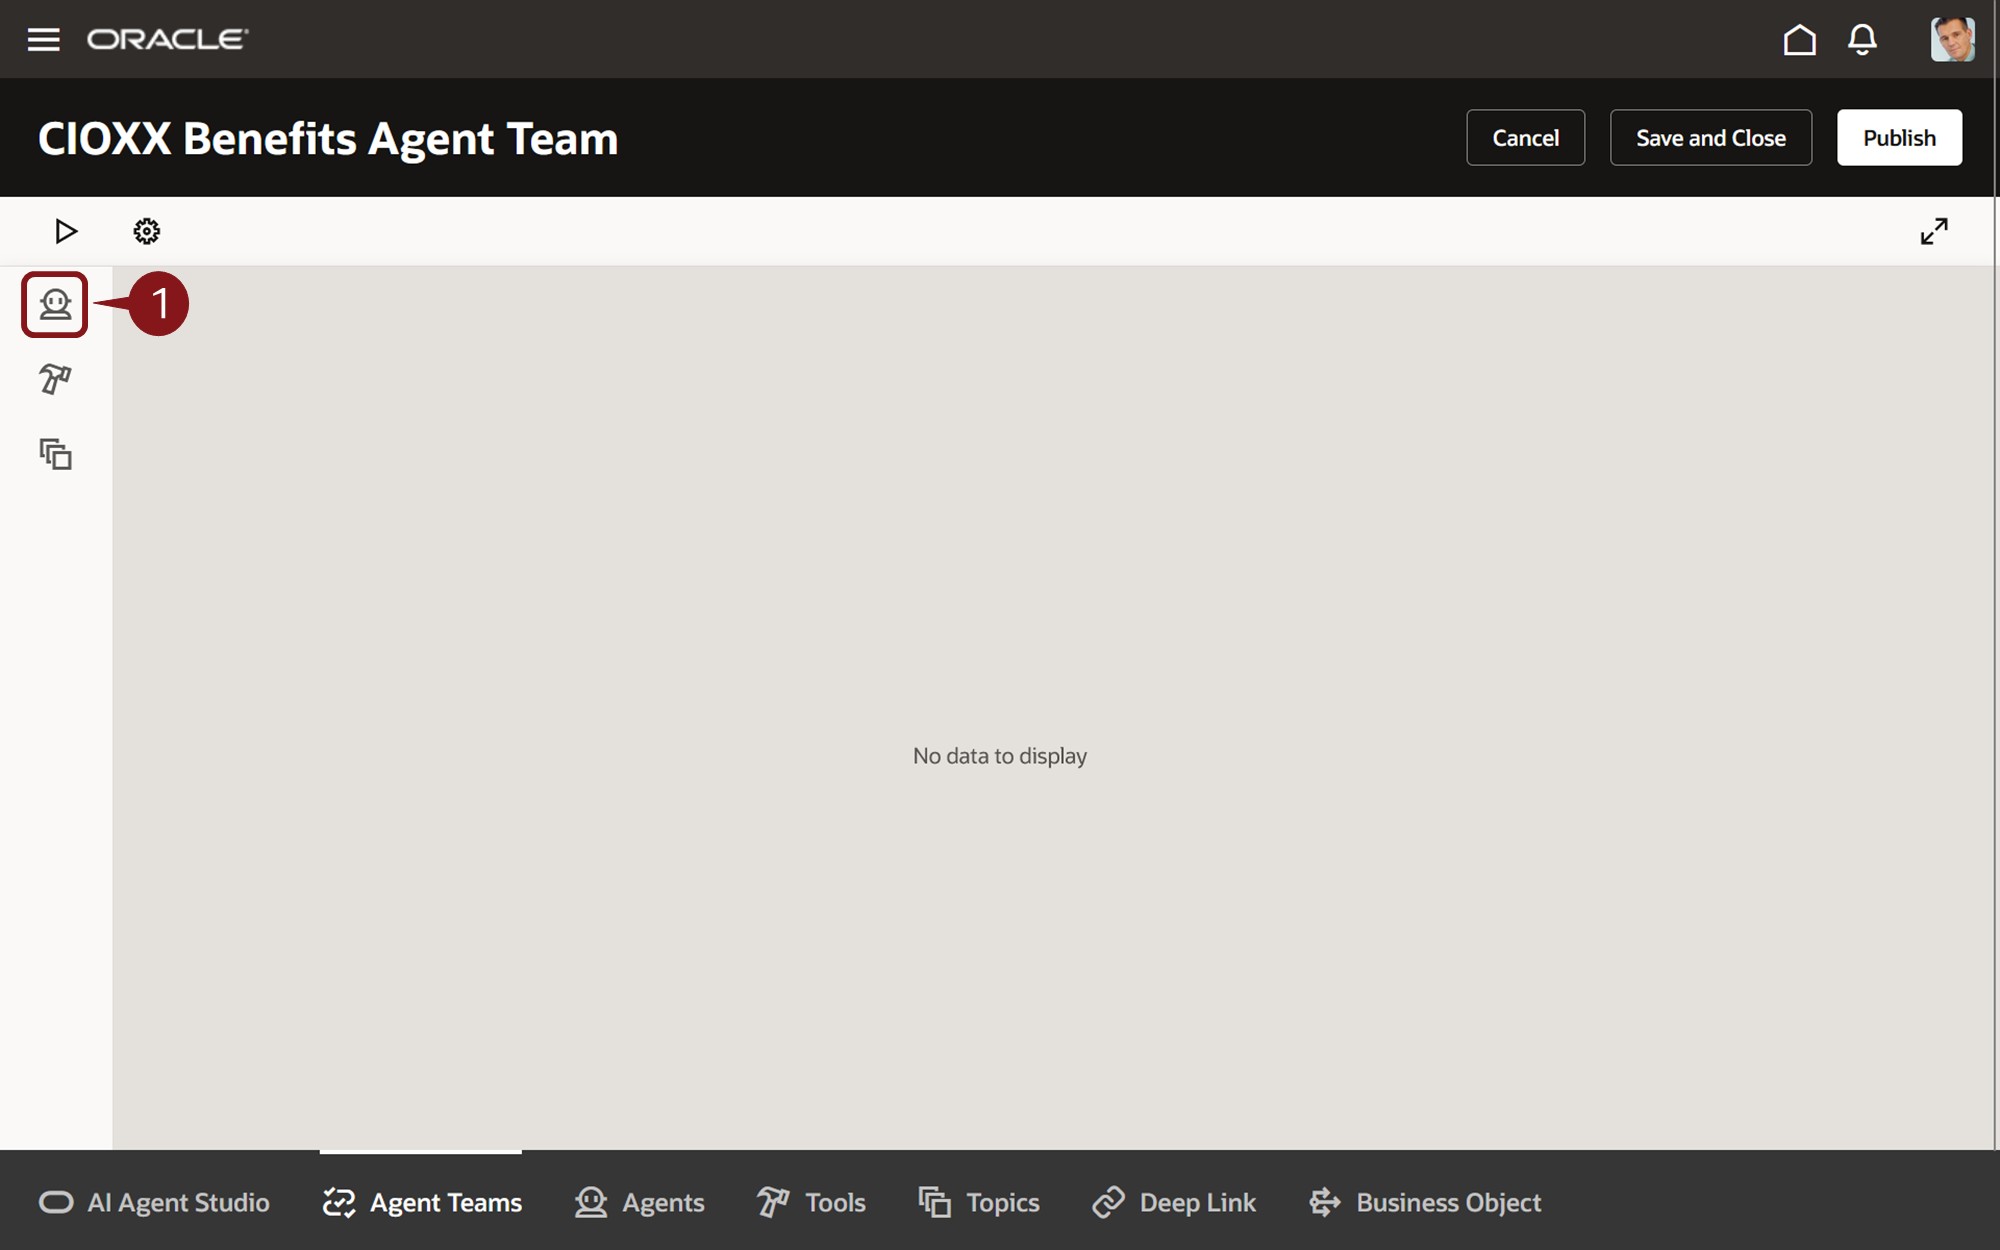 ORACLE
CIOXX Benefits Agent Team
Cancel
Save and Close
Publish
1
No data to display
AI Agent Studio
Agent Teams
Agents
Tools
Topics
Deep Link
Business Object